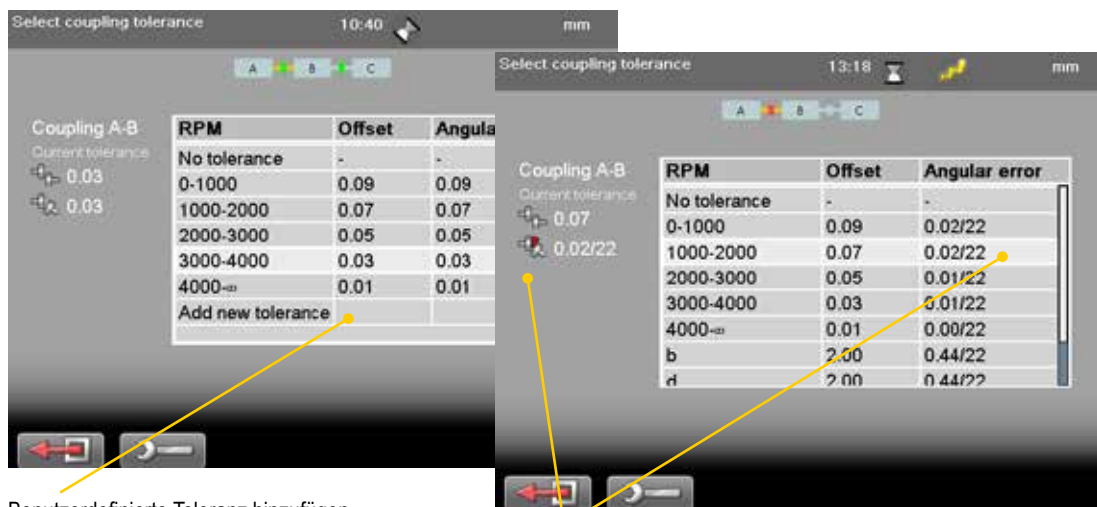 Select coupling tolerance 10:40 mm
A B C
Coupling A-B
Current tolerance
0.03
0.03
RPM Offset Angula
No tolerance - -
0-1000 0.09 0.09
1000-2000 0.07 0.07
2000-3000 0.05 0.05
3000-4000 0.03 0.03
4000-∞ 0.01 0.01
Add new tolerance
Benutzerdefinierte Toleranz hinzufügen
Select coupling tolerance 13:18 mm
A B C
Coupling A-B
Current tolerance
0.07
0.02/22
RPM Offset Angular error
No tolerance - -
0-1000 0.09 0.02/22
1000-2000 0.07 0.02/22
2000-3000 0.05 0.01/22
3000-4000 0.03 0.01/22
4000-∞ 0.01 0.00/22
b 2.00 0.44/22
d 2.00 0.44/22